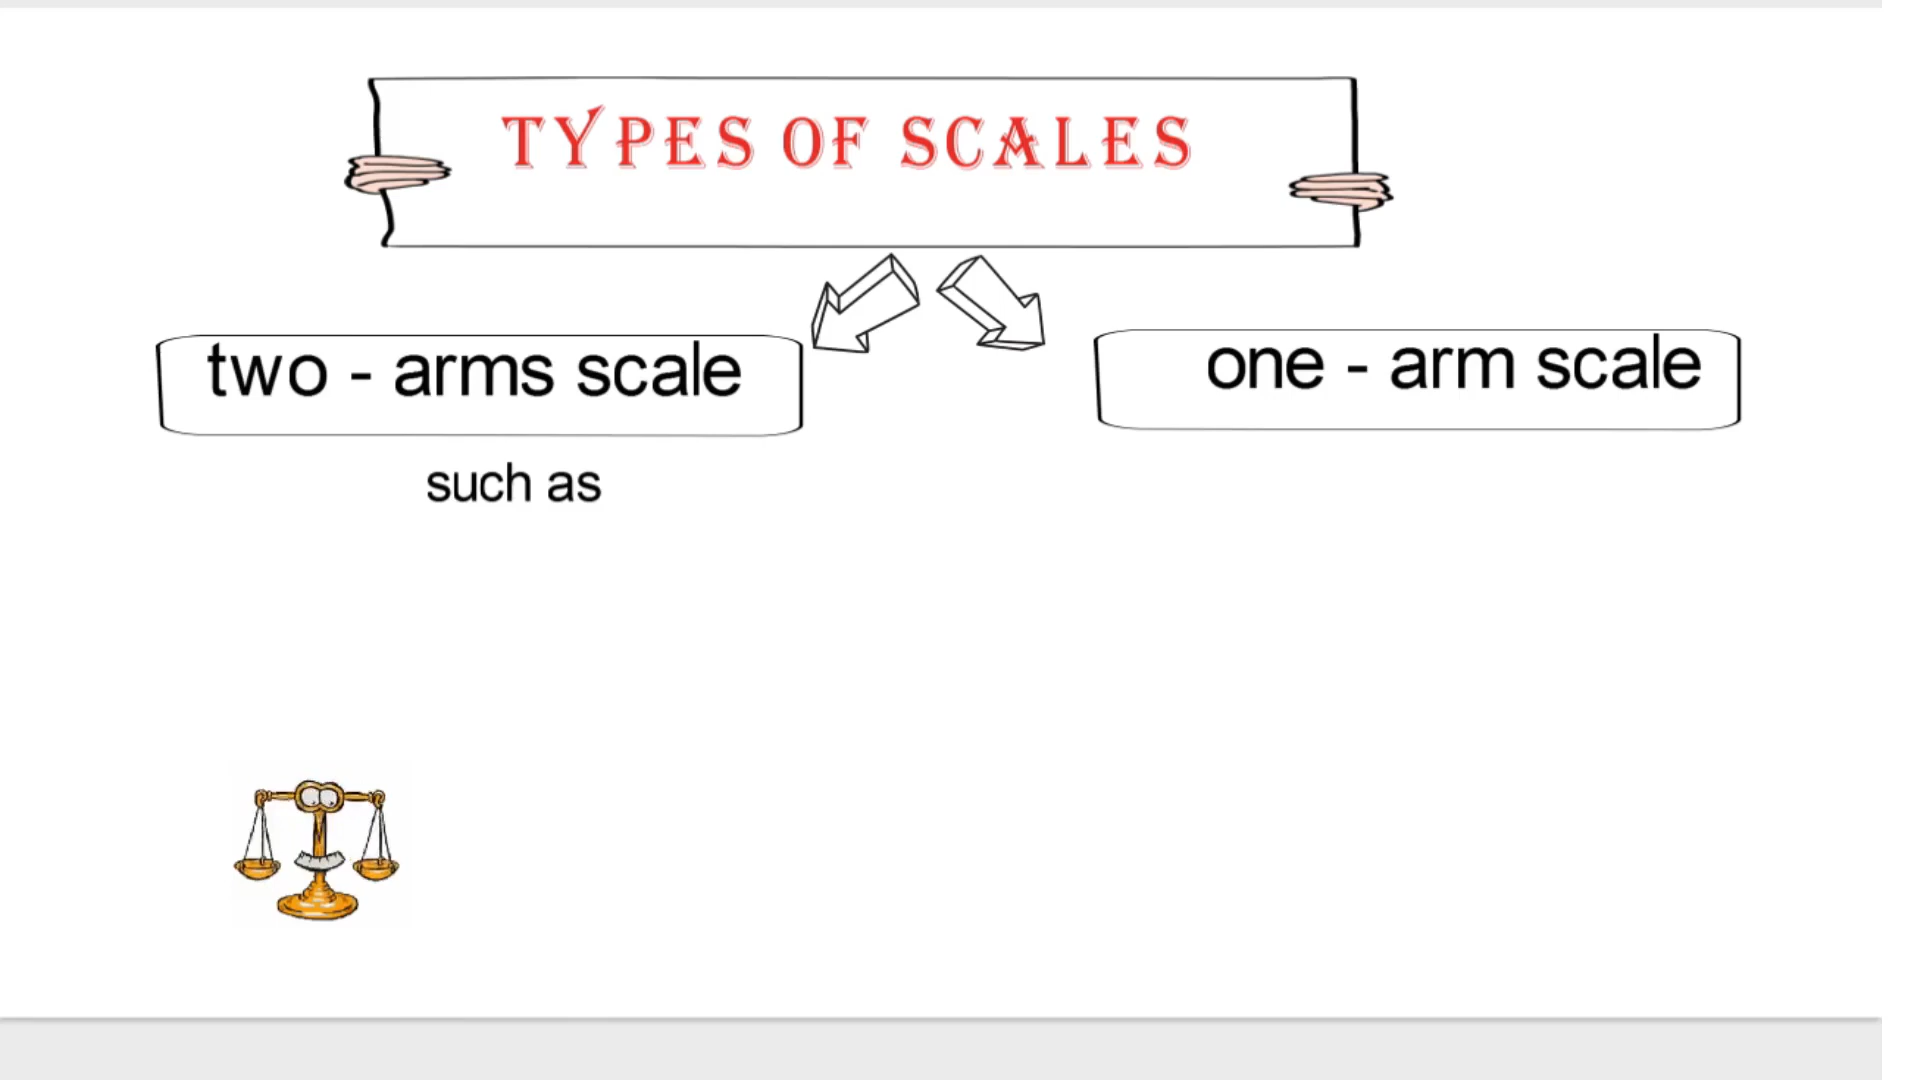 TYPES OF SCALES
two - arms scale
one - arm scale
such as